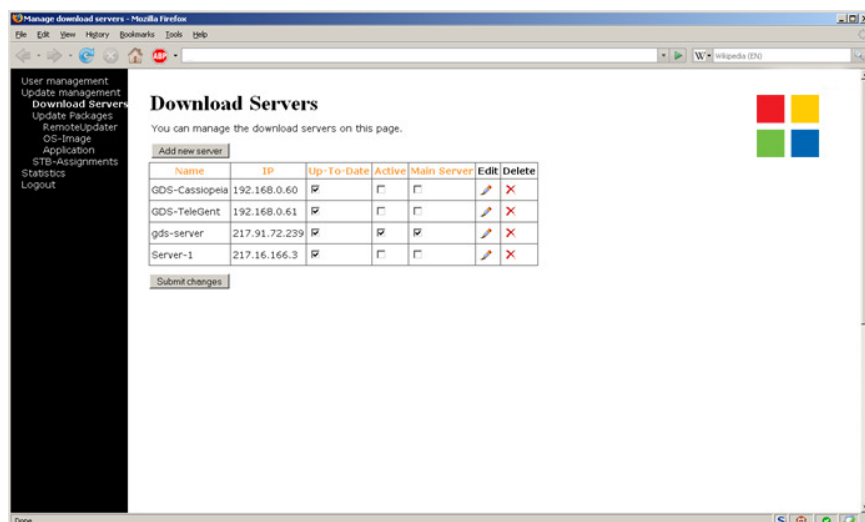 Manage download servers - Mozilla Firefox
File Edit View History Bookmarks Tools Help
ABP W Wikipedia (EN)
User management
Update management
Download Servers
Update Packages
RemoteUpdater
OS-Image
Application
STB-Assignments
Statistics
Logout
Download Servers
You can manage the download servers on this page.
Add new server
Name IP Up-To-Date Active Main Server Edit Delete
GDS-Cassiopeia 192.168.0.60
GDS-TeleGent 192.168.0.61
gds-server 217.91.72.239
Server-1 217.16.166.3
Submit changes
Done S